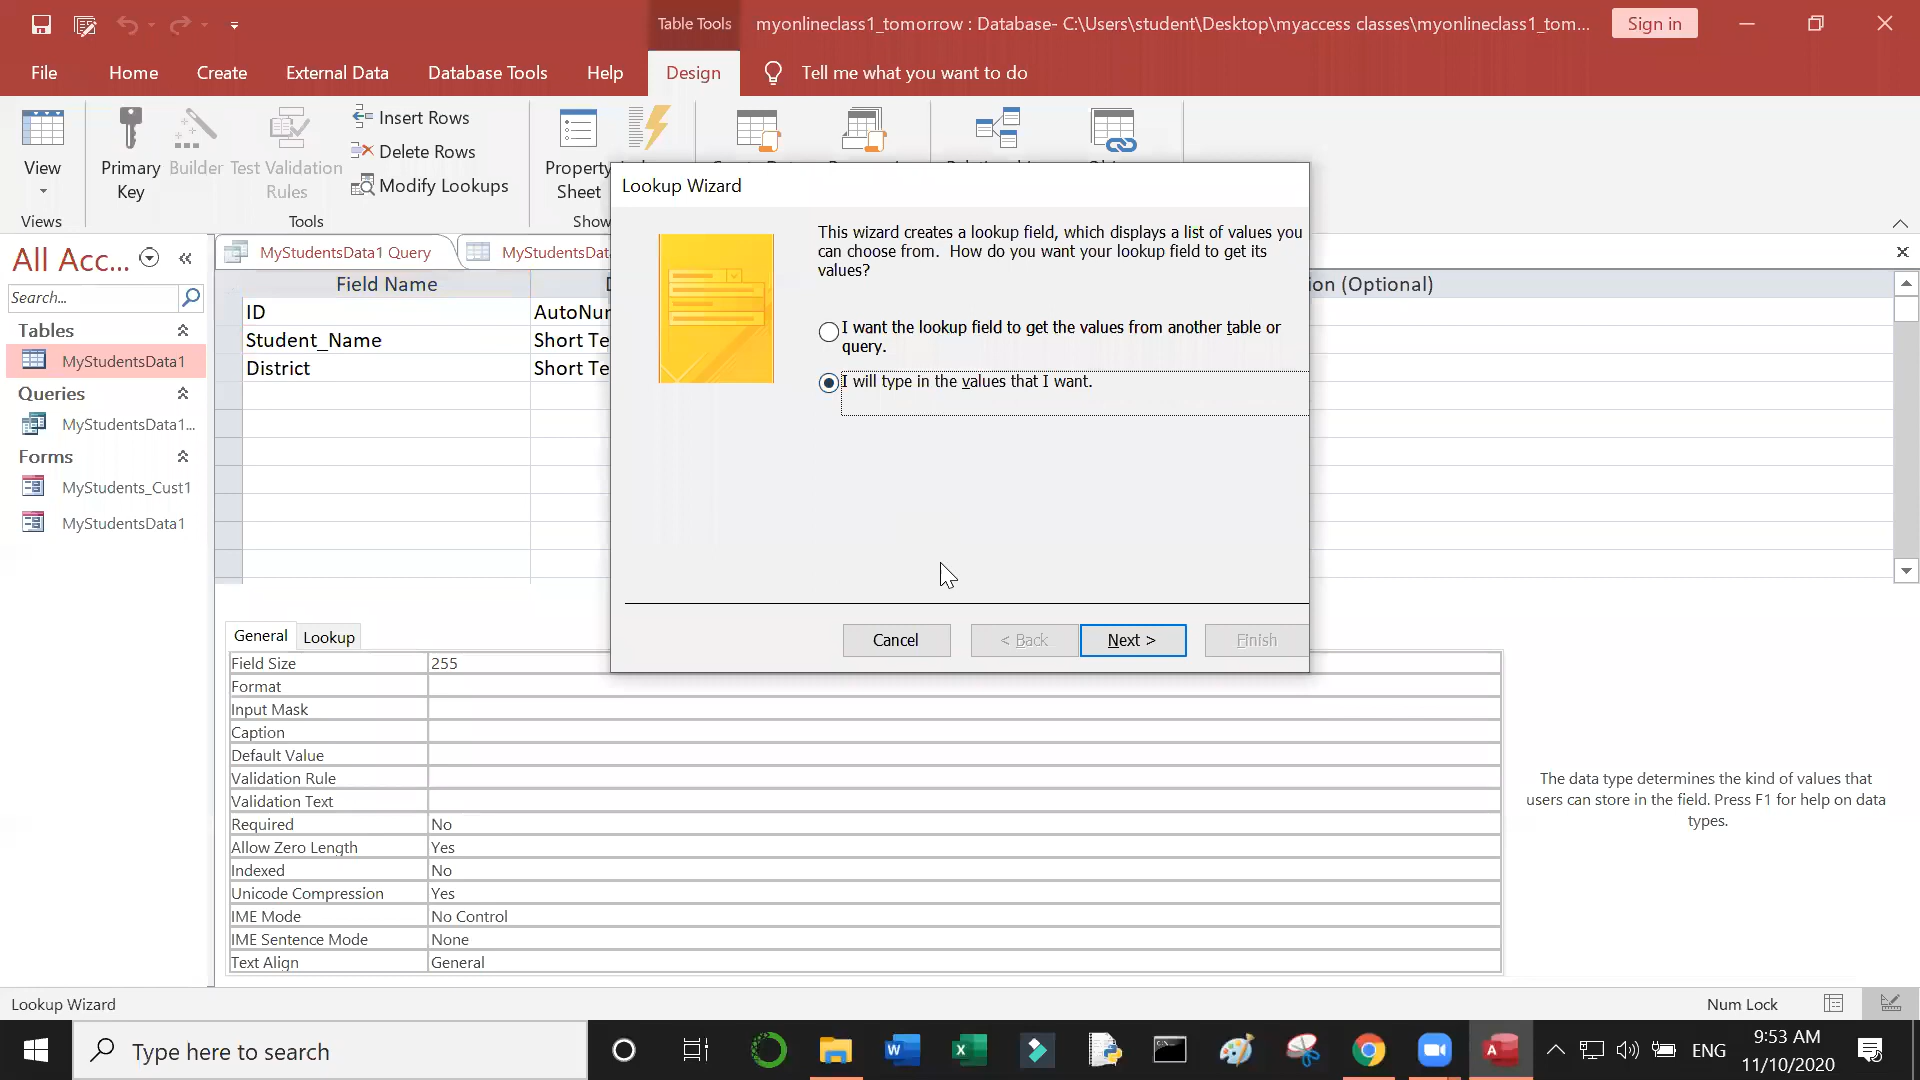 Table Tools
myonlineclass1_tomorrow : Database- C:\Users\student\Desktop\myaccess classes\myonlineclass1_tom...
Sign in
File
Home
Create
External Data
Database Tools
Help
Design
Tell me what you want to do
View
Primary
Key
Builder
Test Validation
Rules
Insert Rows
Delete Rows
Modify Lookups
Property
Sheet
Views
Tools
Show
Lookup Wizard
This wizard creates a lookup field, which displays a list of values you
can choose from. How do you want your lookup field to get its
values?
I want the lookup field to get the values from another table or
query.
I will type in the values that I want.
Cancel
< Back
Next >
Finish
All Acc...
Search...
Tables
MyStudentsData1
Queries
MyStudentsData1...
Forms
MyStudents_Cust1
MyStudentsData1
MyStudentsData1 Query
MyStudentsDat
Field Name
ion (Optional)
ID
AutoNun
Student_Name
Short Te
District
Short Te
General
Lookup
Field Size
255
Format
Input Mask
Caption
Default Value
Validation Rule
Validation Text
Required
No
Allow Zero Length
Yes
Indexed
No
Unicode Compression
Yes
IME Mode
No Control
IME Sentence Mode
None
Text Align
General
The data type determines the kind of values that
users can store in the field. Press F1 for help on data
types.
Lookup Wizard
Num Lock
Type here to search
ENG
9:53 AM
11/10/2020